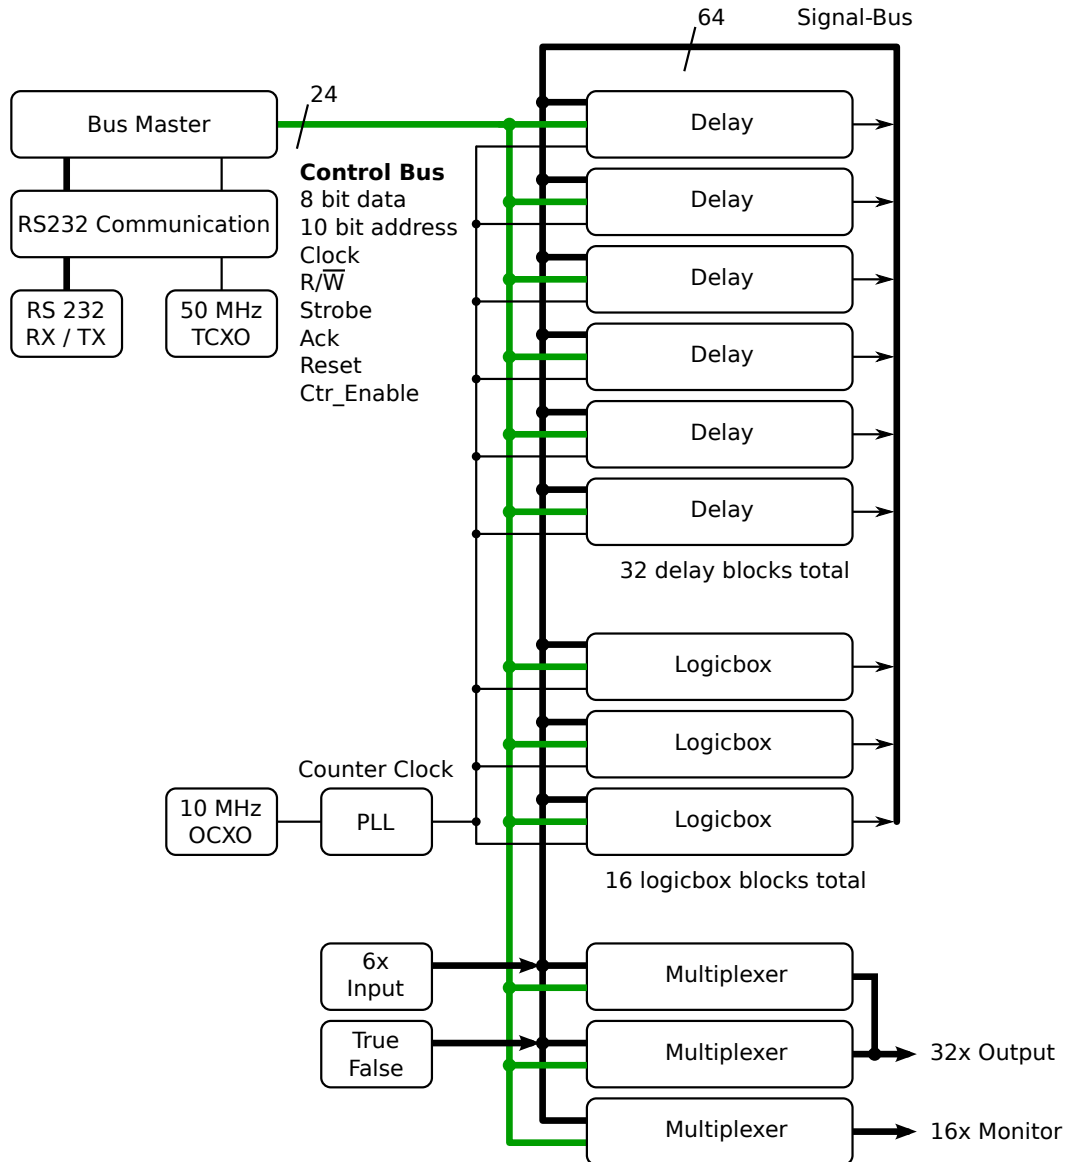 64
Signal-Bus
24
Bus Master
Delay
Control Bus
8 bit data
10 bit address
Clock
R/W̅
Strobe
Ack
Reset
Ctr_Enable
RS232 Communication
RS 232
RX / TX
50 MHz
TCXO
Delay
Delay
Delay
Delay
Delay
32 delay blocks total
Logicbox
Logicbox
Counter Clock
10 MHz
OCXO
PLL
Logicbox
16 logicbox blocks total
6x
Input
Multiplexer
True
False
Multiplexer
32x Output
Multiplexer
16x Monitor